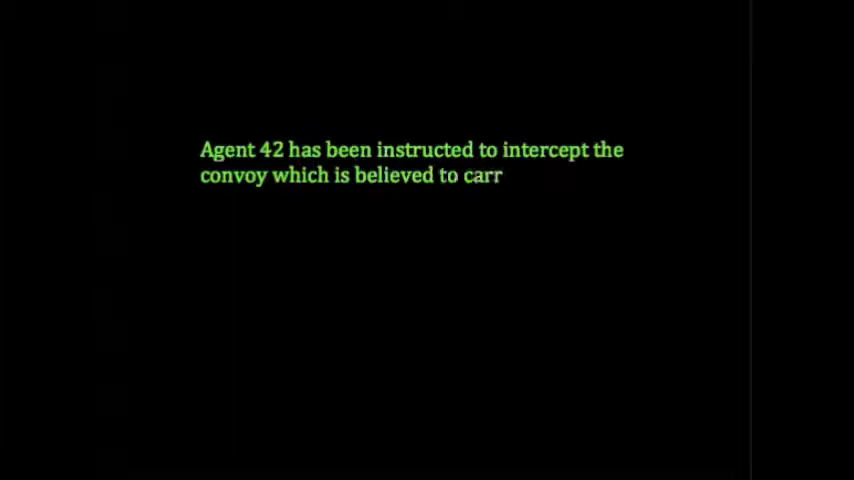 Agent 42 has been instructed to intercept the
convoy which is believed to carr